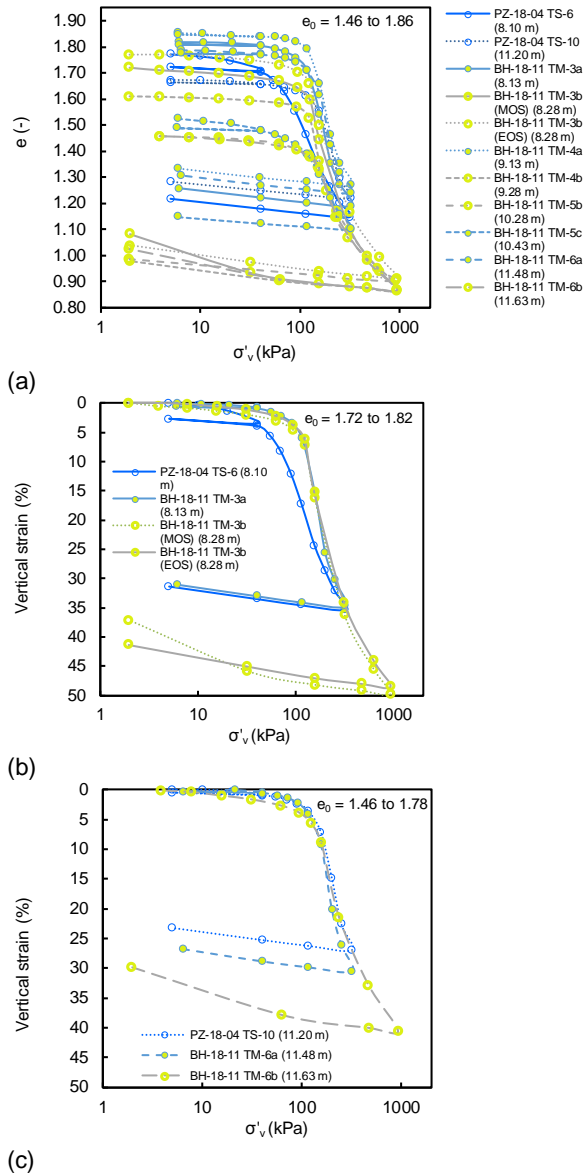 e0 = 1.46 to 1.86
1.90
1.80
1.70
1.60
1.50
1.40
1.30
1.20
1.10
1.00
0.90
0.80
e (-)
1
10
100
1000
σ'v (kPa)
PZ-18-04 TS-6
(8.10 m)
PZ-18-04 TS-10
(11.20 m)
BH-18-11 TM-3a
(8.13 m)
BH-18-11 TM-3b
(MOS) (8.28 m)
BH-18-11 TM-3b
(EOS) (8.28 m)
BH-18-11 TM-4a
(9.13 m)
BH-18-11 TM-4b
(9.28 m)
BH-18-11 TM-5b
(10.28 m)
BH-18-11 TM-5c
(10.43 m)
BH-18-11 TM-6a
(11.48 m)
BH-18-11 TM-6b
(11.63 m)
(a)
e0 = 1.72 to 1.82
0
5
10
15
20
25
30
35
40
45
50
Vertical strain (%)
PZ-18-04 TS-6 (8.10
m)
BH-18-11 TM-3a
(8.13 m)
BH-18-11 TM-3b
(MOS) (8.28 m)
BH-18-11 TM-3b
(EOS) (8.28 m)
1
10
100
1000
σ'v (kPa)
(b)
e0 = 1.46 to 1.78
0
5
10
15
20
25
30
35
40
45
50
Vertical strain (%)
PZ-18-04 TS-10 (11.20 m)
BH-18-11 TM-6a (11.48 m)
BH-18-11 TM-6b (11.63 m)
1
10
100
1000
σ'v (kPa)
(c)